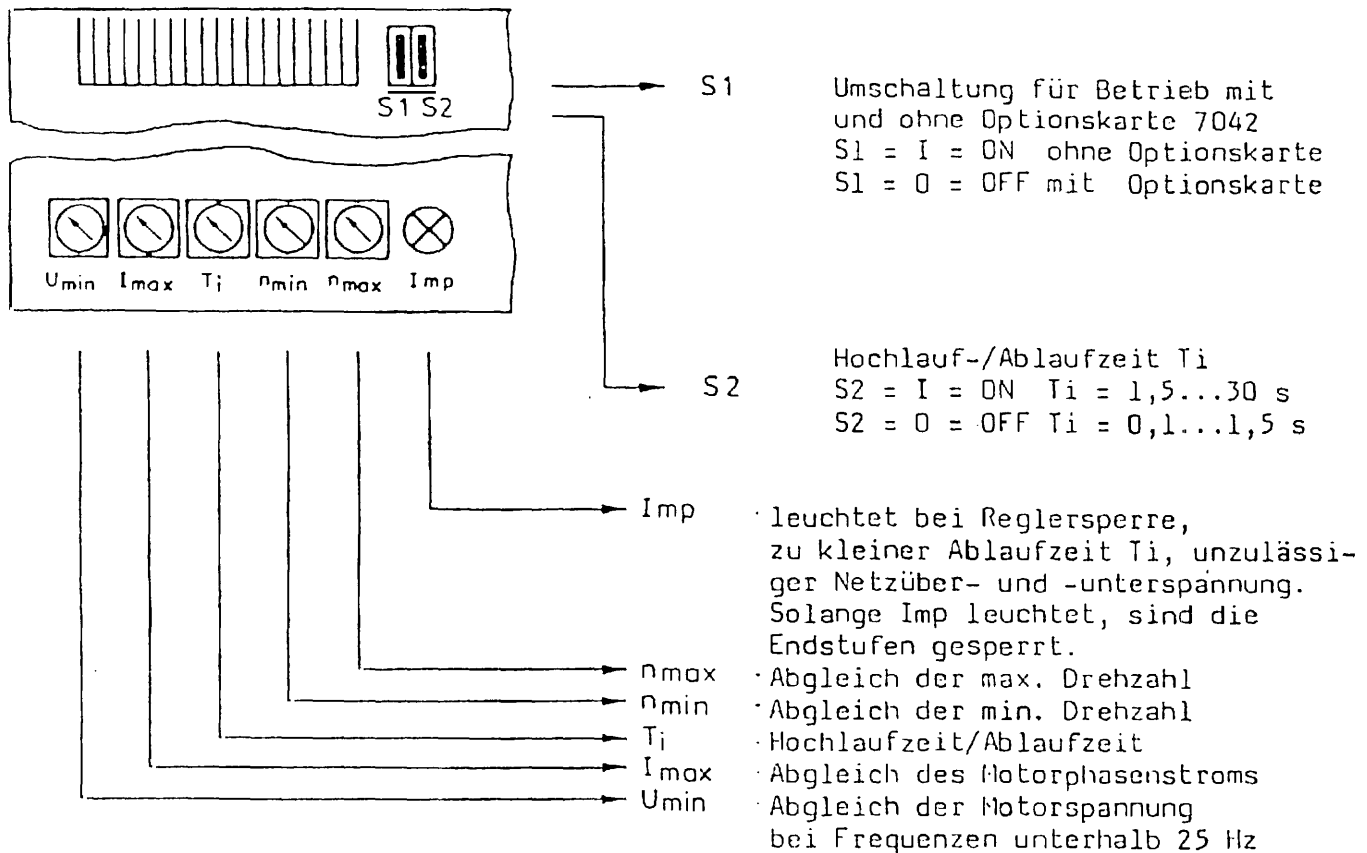 S1 S2
S1 Umschaltung für Betrieb mit
und ohne Optionskarte 7042
S1 = I = ON ohne Optionskarte
S1 = 0 = OFF mit Optionskarte
Umin Imax Ti nmin nmax Imp
Hochlauf-/Ablaufzeit Ti
S2 S2 = I = ON Ti = 1,5...30 s
S2 = 0 = OFF Ti = 0,1...1,5 s
Imp leuchtet bei Reglersperre,
zu kleiner Ablaufzeit Ti, unzulässi-
ger Netzüber- und -unterspannung.
Solange Imp leuchtet, sind die
Endstufen gesperrt.
nmax Abgleich der max. Drehzahl
nmin Abgleich der min. Drehzahl
Ti Hochlaufzeit/Ablaufzeit
Imax Abgleich des Motorphasenstroms
Umin Abgleich der Motorspannung
bei Frequenzen unterhalb 25 Hz